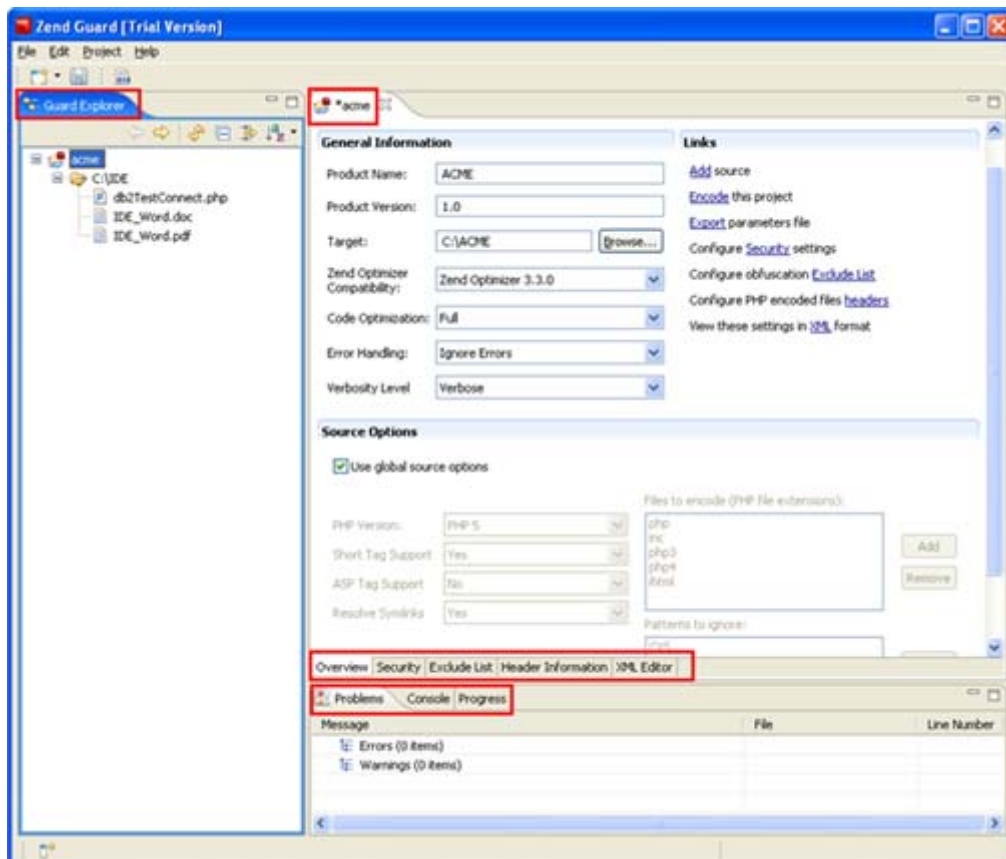 Zend Guard [Trial Version]
File Edit Project Help
Guard Explorer
acme
C:\IDE
db2TestConnect.php
IDE_Word.doc
IDE_Word.pdf
*acme
General Information
Product Name: ACME
Product Version: 1.0
Target: C:\ACME Browse...
Zend Optimizer Compatibility: Zend Optimizer 3.3.0
Code Optimization: Full
Error Handling: Ignore Errors
Verbosity Level Verbose
Links
Add source
Encode this project
Export parameters file
Configure Security settings
Configure obfuscation Exclude List
Configure PHP encoded files headers
View these settings in XML format
Source Options
Use global source options
PHP Version: PHP 5
Short Tag Support Yes
ASP Tag Support No
Resolve Symlinks Yes
Files to encode (PHP file extensions):
php
inc
php3
php4
Add
Remove
Patterns to ignore:
Overview Security Exclude List Header Information XML Editor
Problems Console Progress
Message File Line Number
Errors (0 items)
Warnings (0 items)